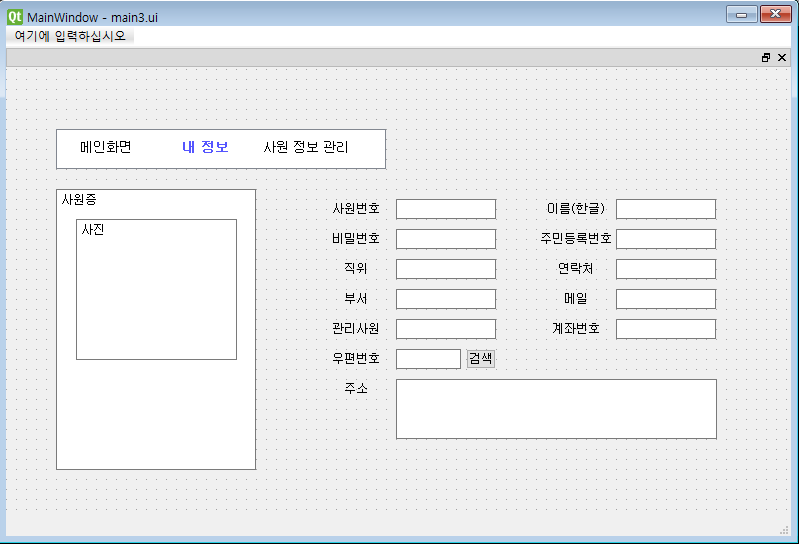 Qt MainWindow - main3.ui
여기에 입력하십시오
메인화면 내 정보 사원 정보 관리
사원증
사진
사원번호 이름(한글)
비밀번호 주민등록번호
직위 연락처
부서 메일
관리사원 계좌번호
우편번호 검색
주소